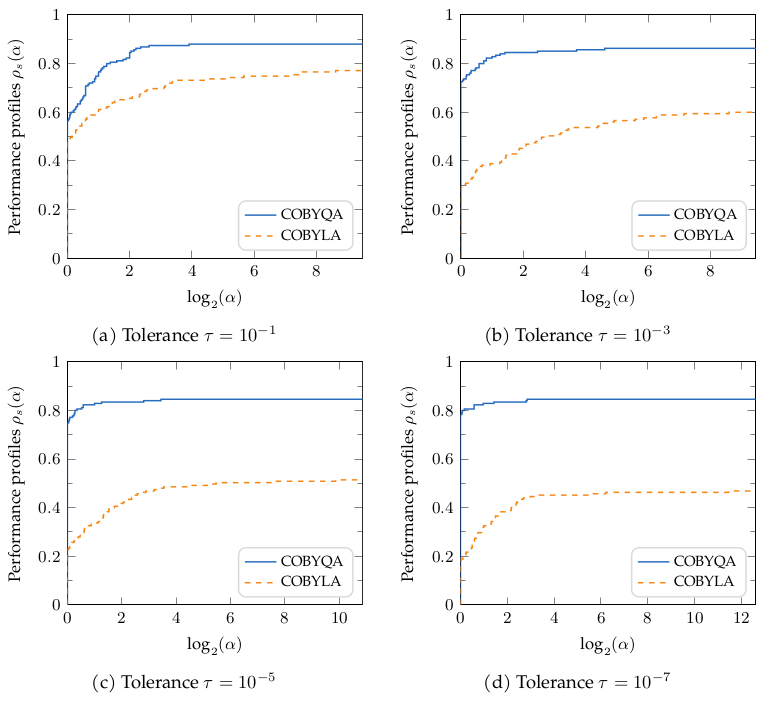 Performance profiles ρₛ(α)
1
0.8
0.6
0.4
0.2
0
0 2 4 6 8
log₂(α)
COBYQA
COBYLA
(a) Tolerance τ = 10⁻¹
Performance profiles ρₛ(α)
1
0.8
0.6
0.4
0.2
0
0 2 4 6 8
log₂(α)
COBYQA
COBYLA
(b) Tolerance τ = 10⁻³
Performance profiles ρₛ(α)
1
0.8
0.6
0.4
0.2
0
0 2 4 6 8 10
log₂(α)
COBYQA
COBYLA
(c) Tolerance τ = 10⁻⁵
Performance profiles ρₛ(α)
1
0.8
0.6
0.4
0.2
0
0 2 4 6 8 10 12
log₂(α)
COBYQA
COBYLA
(d) Tolerance τ = 10⁻⁷